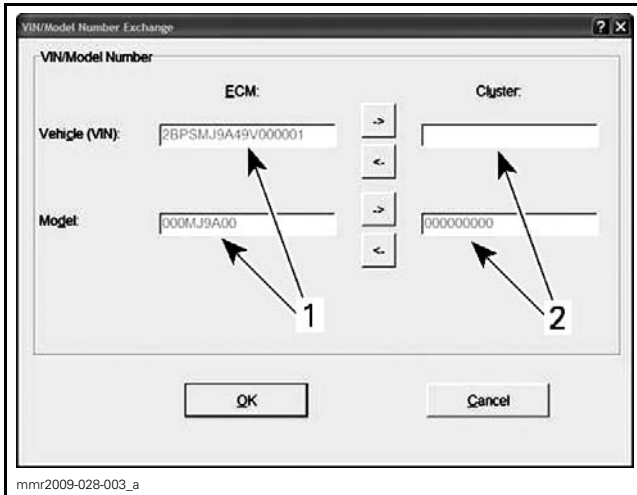 VIN/Model Number Exchange
? X
VIN/Model Number
ECM:
Cluster:
Vehicle (VIN):
2BPSMJ9A49V000001
->
<-
Model:
000MJ9A00
000000000
->
<-
1
2
OK
Cancel
mmr2009-028-003_a